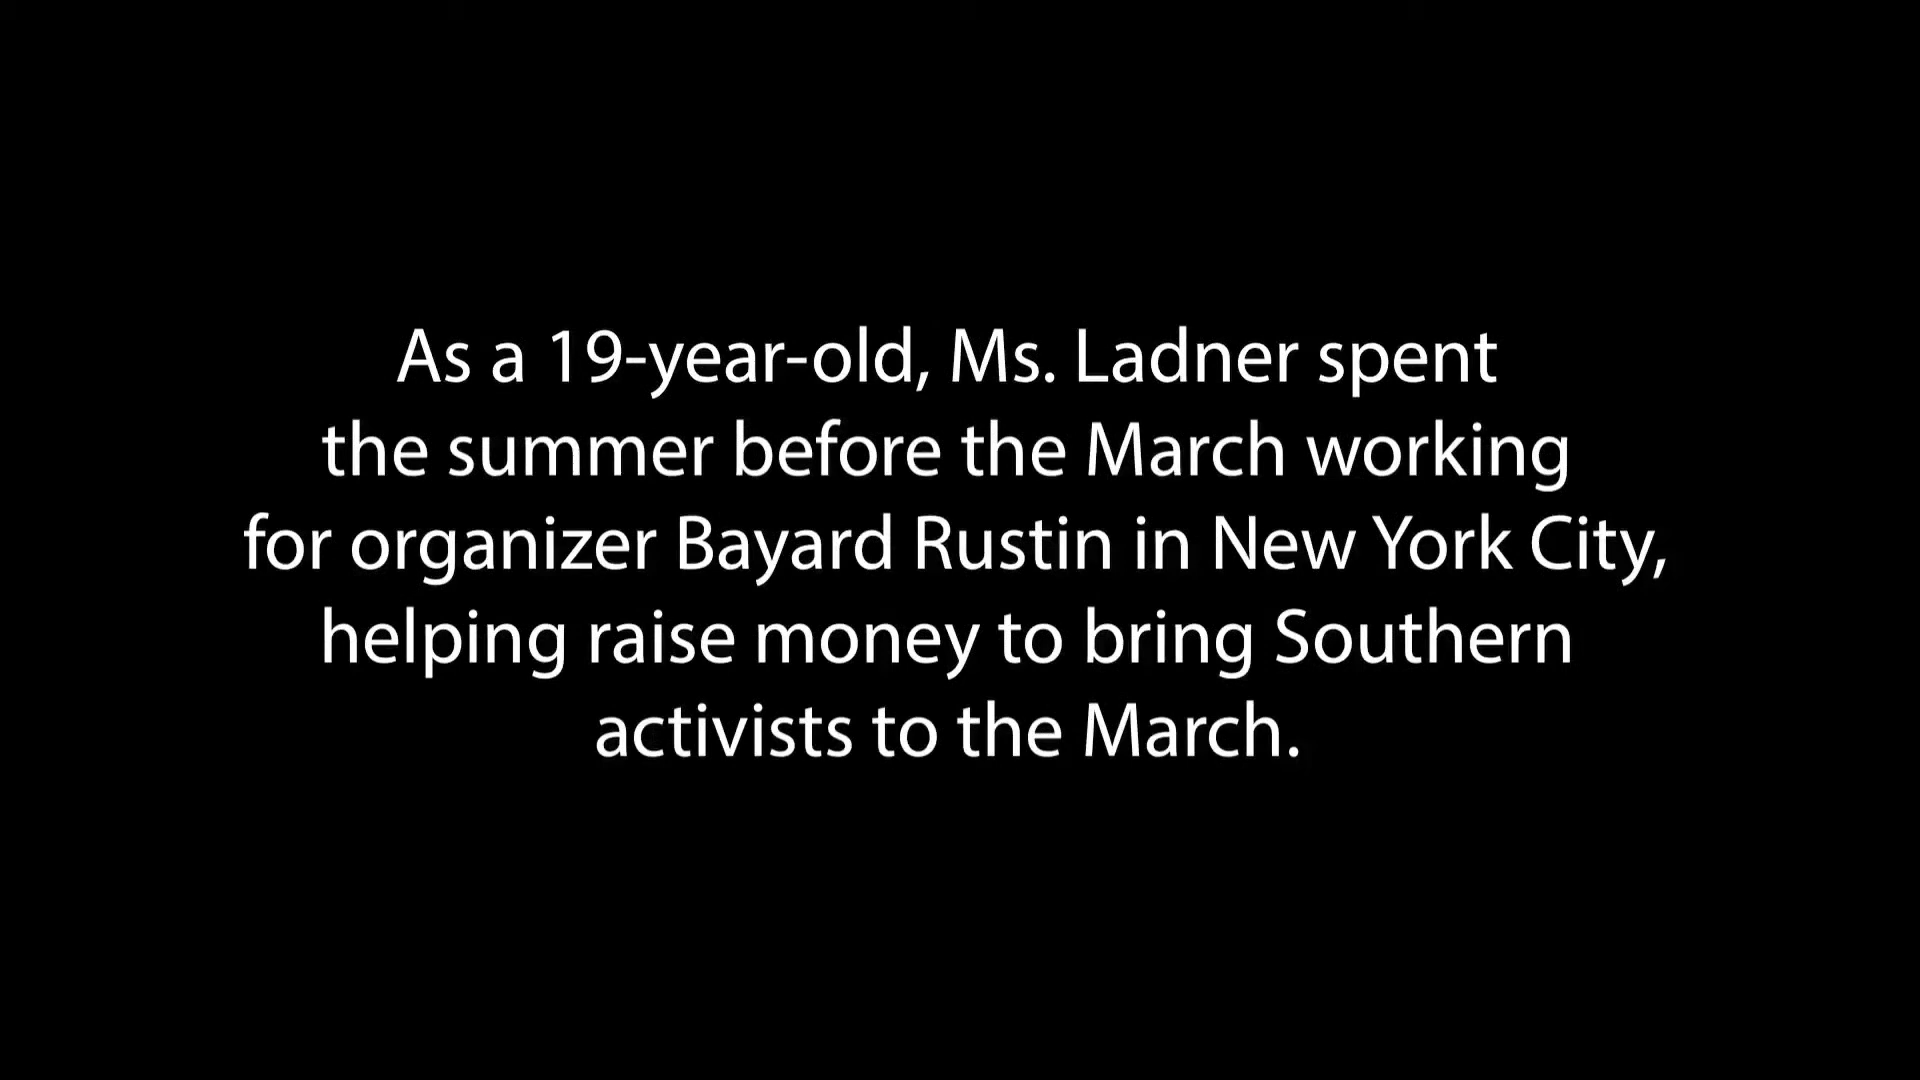 As a 19-year-old, Ms. Ladner spent
the summer before the March working
for organizer Bayard Rustin in New York City,
helping raise money to bring Southern
activists to the March.